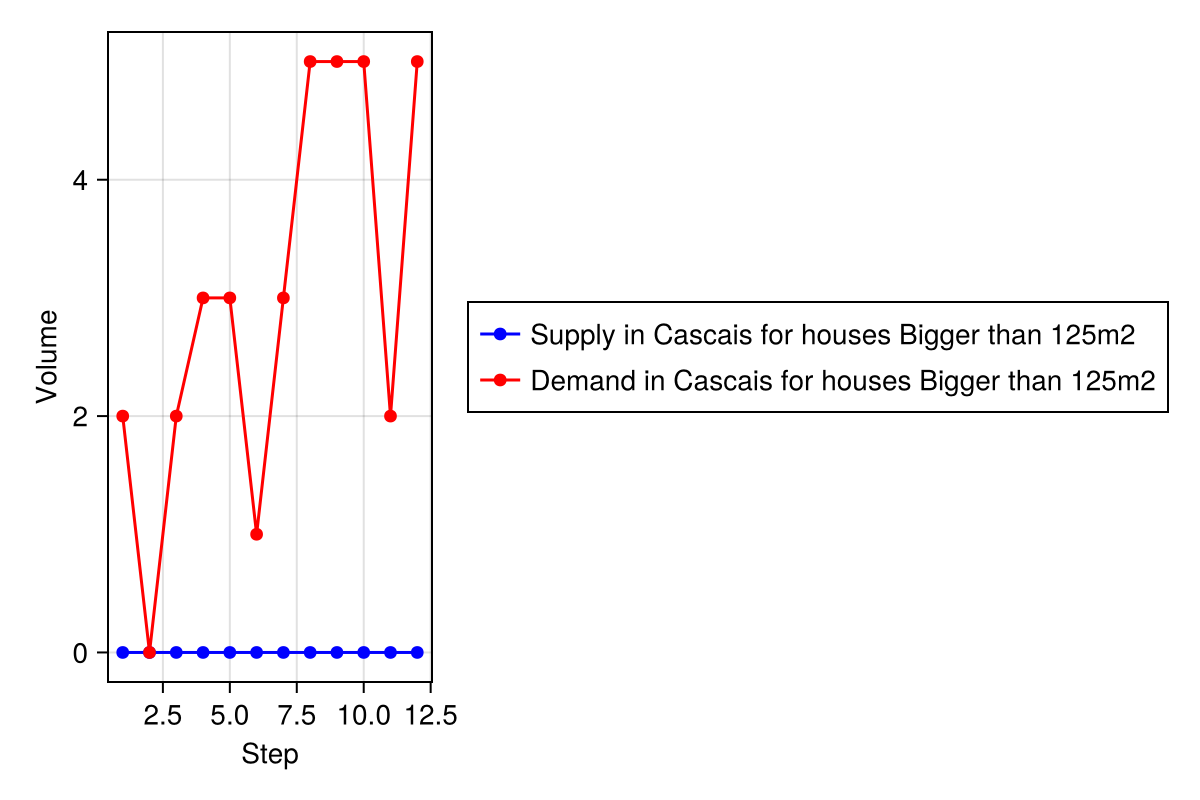 Volume
4
2
0
2.5 5.0 7.5 10.0 12.5
Step
Supply in Cascais for houses Bigger than 125m2
Demand in Cascais for houses Bigger than 125m2